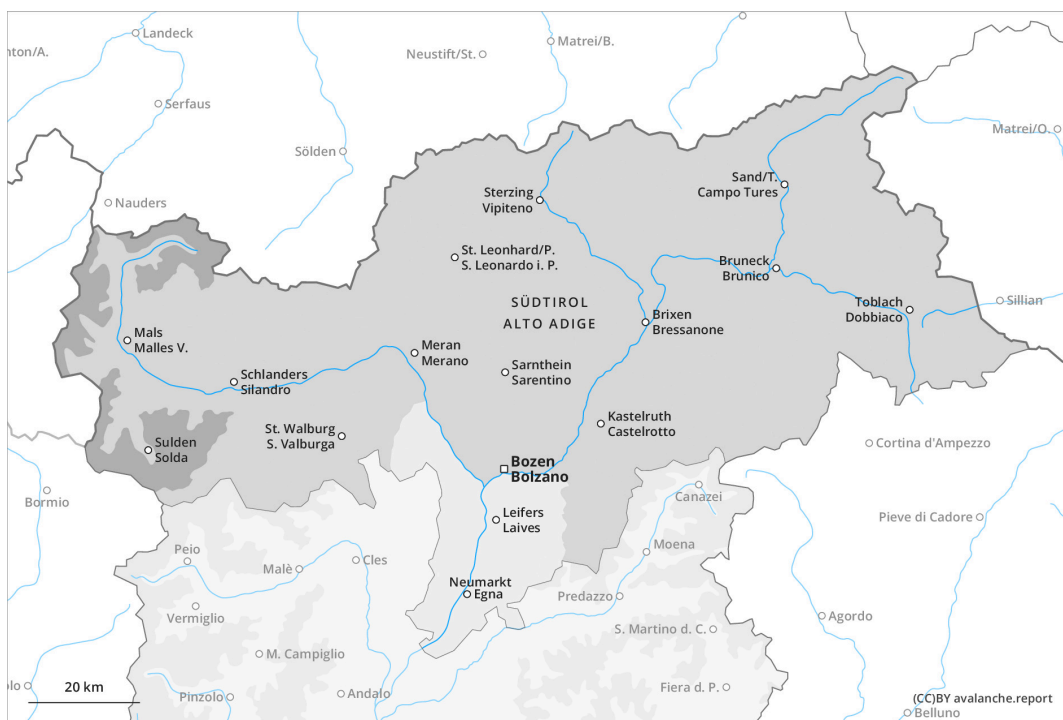 Landeck
nton/A.
Neustift/St.
Matrei/B.
Serfaus
Matrei/O.
Sölden
Sand/T.
Campo Tures
Sterzing
Vipiteno
Nauders
St. Leonhard/P.
S. Leonardo i. P.
Bruneck
Brunico
SÜDTIROL
ALTO ADIGE
Toblach
Dobbiaco
Sillian
Brixen
Bressanone
Mals
Malles V.
Meran
Merano
Sarnthein
Sarentino
Schlanders
Silandro
St. Walburg
S. Valburga
Kastelruth
Castelrotto
Sulden
Solda
Cortina d'Ampezzo
Bozen
Bolzano
Bormio
Canazei
Leifers
Laives
Pieve di Cadore
Peio
Malè
Cles
Moena
Neumarkt
Egna
Predazzo
Vermiglio
Agordo
S. Martino d. C.
M. Campiglio
20 km
olo
Pinzolo
Andalo
Fiera d. P.
(CC)BY avalanche.report
Belluno